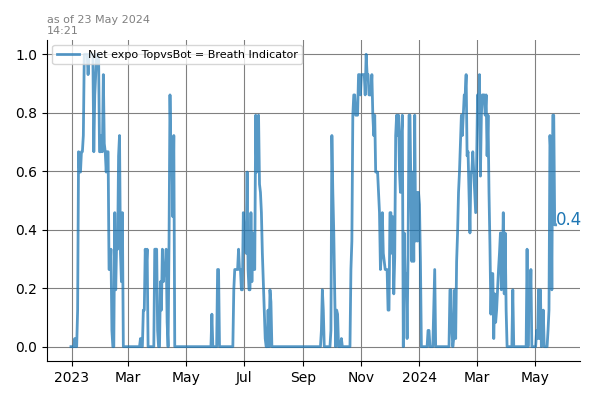 as of 23 May 2024
14:21
Net expo TopvsBot = Breath Indicator
1.0
0.8
0.6
0.4
0.2
0.0
0.4
2023 Mar May Jul Sep Nov 2024 Mar May